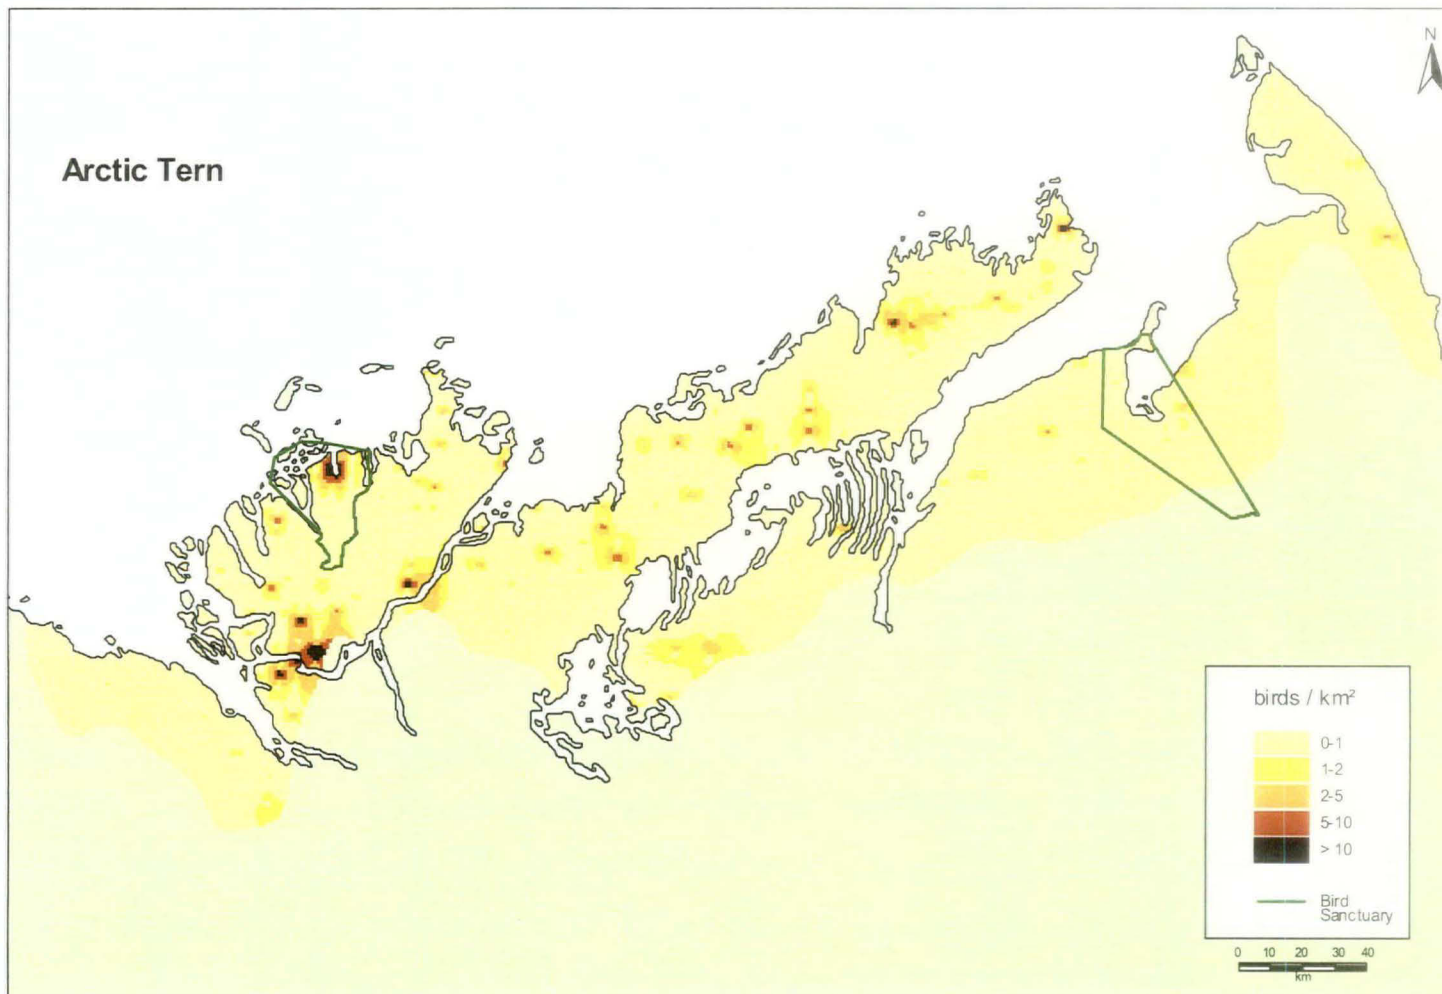 N
Arctic Tern
birds / km²
0-1
1-2
2-5
5-10
> 10
Bird
Sanctuary
0 10 20 30 40
km